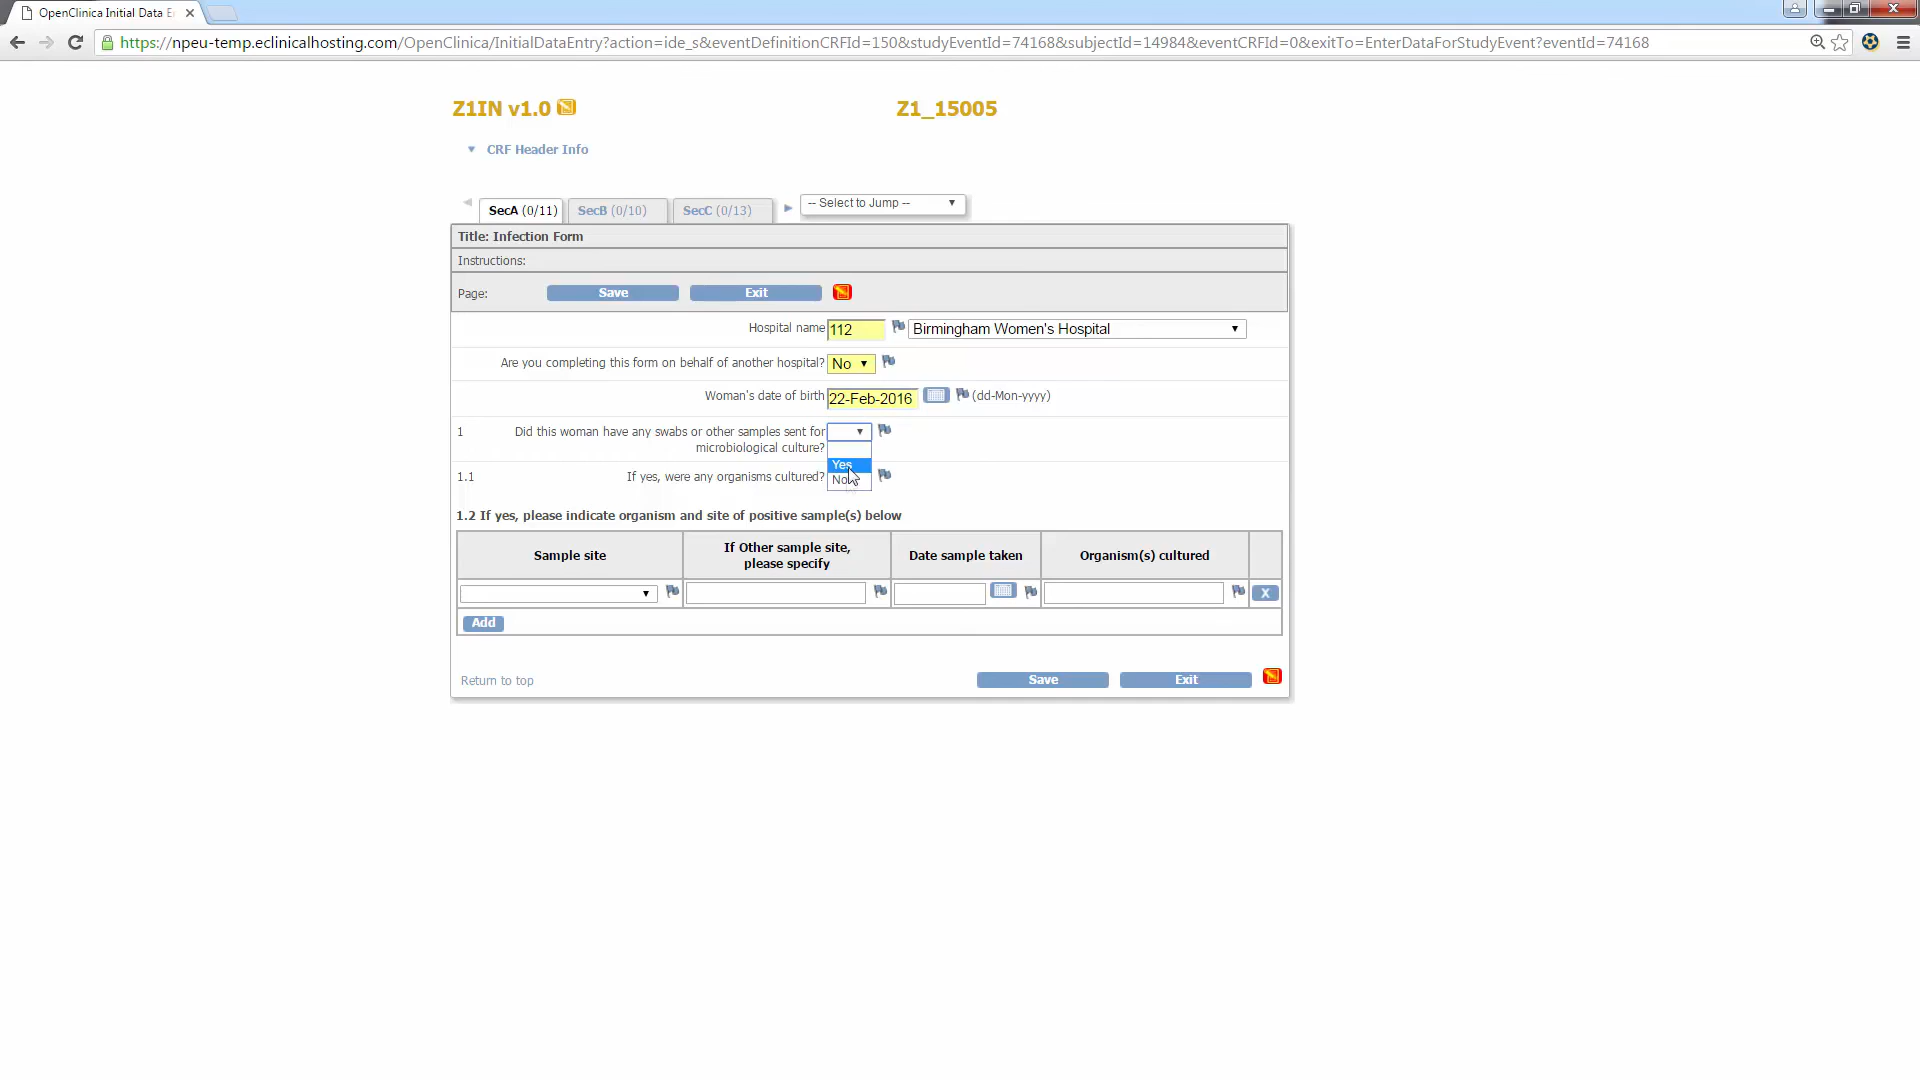 OpenClinica Initial Data E
https://npeu-temp.eclinicalhosting.com/OpenClinica/InitialDataEntry?action=ide_s&eventDefinitionCRFId=150&studyEventId=74168&subjectId=14984&eventCRFId=0&exitTo=EnterDataForStudyEvent?eventId=74168
Z1IN v1.0 Z1_15005
CRF Header Info
SecA (0/11) SecB (0/10) SecC (0/13) -- Select to Jump --
Title: Infection Form
Instructions:
Page: Save Exit
Hospital name 112 Birmingham Women's Hospital
Are you completing this form on behalf of another hospital? No
Woman's date of birth 22-Feb-2016 (dd-Mon-yyyy)
1 Did this woman have any swabs or other samples sent for
microbiological culture?
Yes
1.1 If yes, were any organisms cultured? No
1.2 If yes, please indicate organism and site of positive sample(s) below
Sample site If Other sample site, Date sample taken Organism(s) cultured
please specify
X
Add
Return to top Save Exit